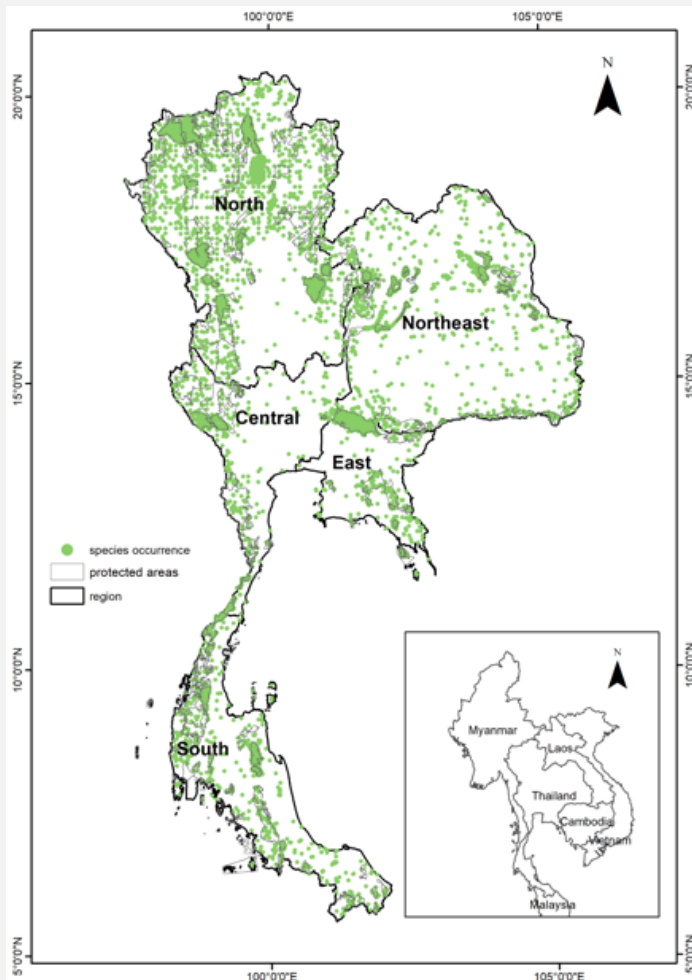 100°0'0"E
105°0'0"E
N
20°0'0"N
20°0'0"N
North
Northeast
15°0'0"N
15°0'0"N
Central
East
species occurrence
protected areas
region
10°0'0"N
10°0'0"N
South
N
Myanmar
Laos
Thailand
Cambodia
Vietnam
Malaysia
5°0'0"N
5°0'0"N
100°0'0"E
105°0'0"E